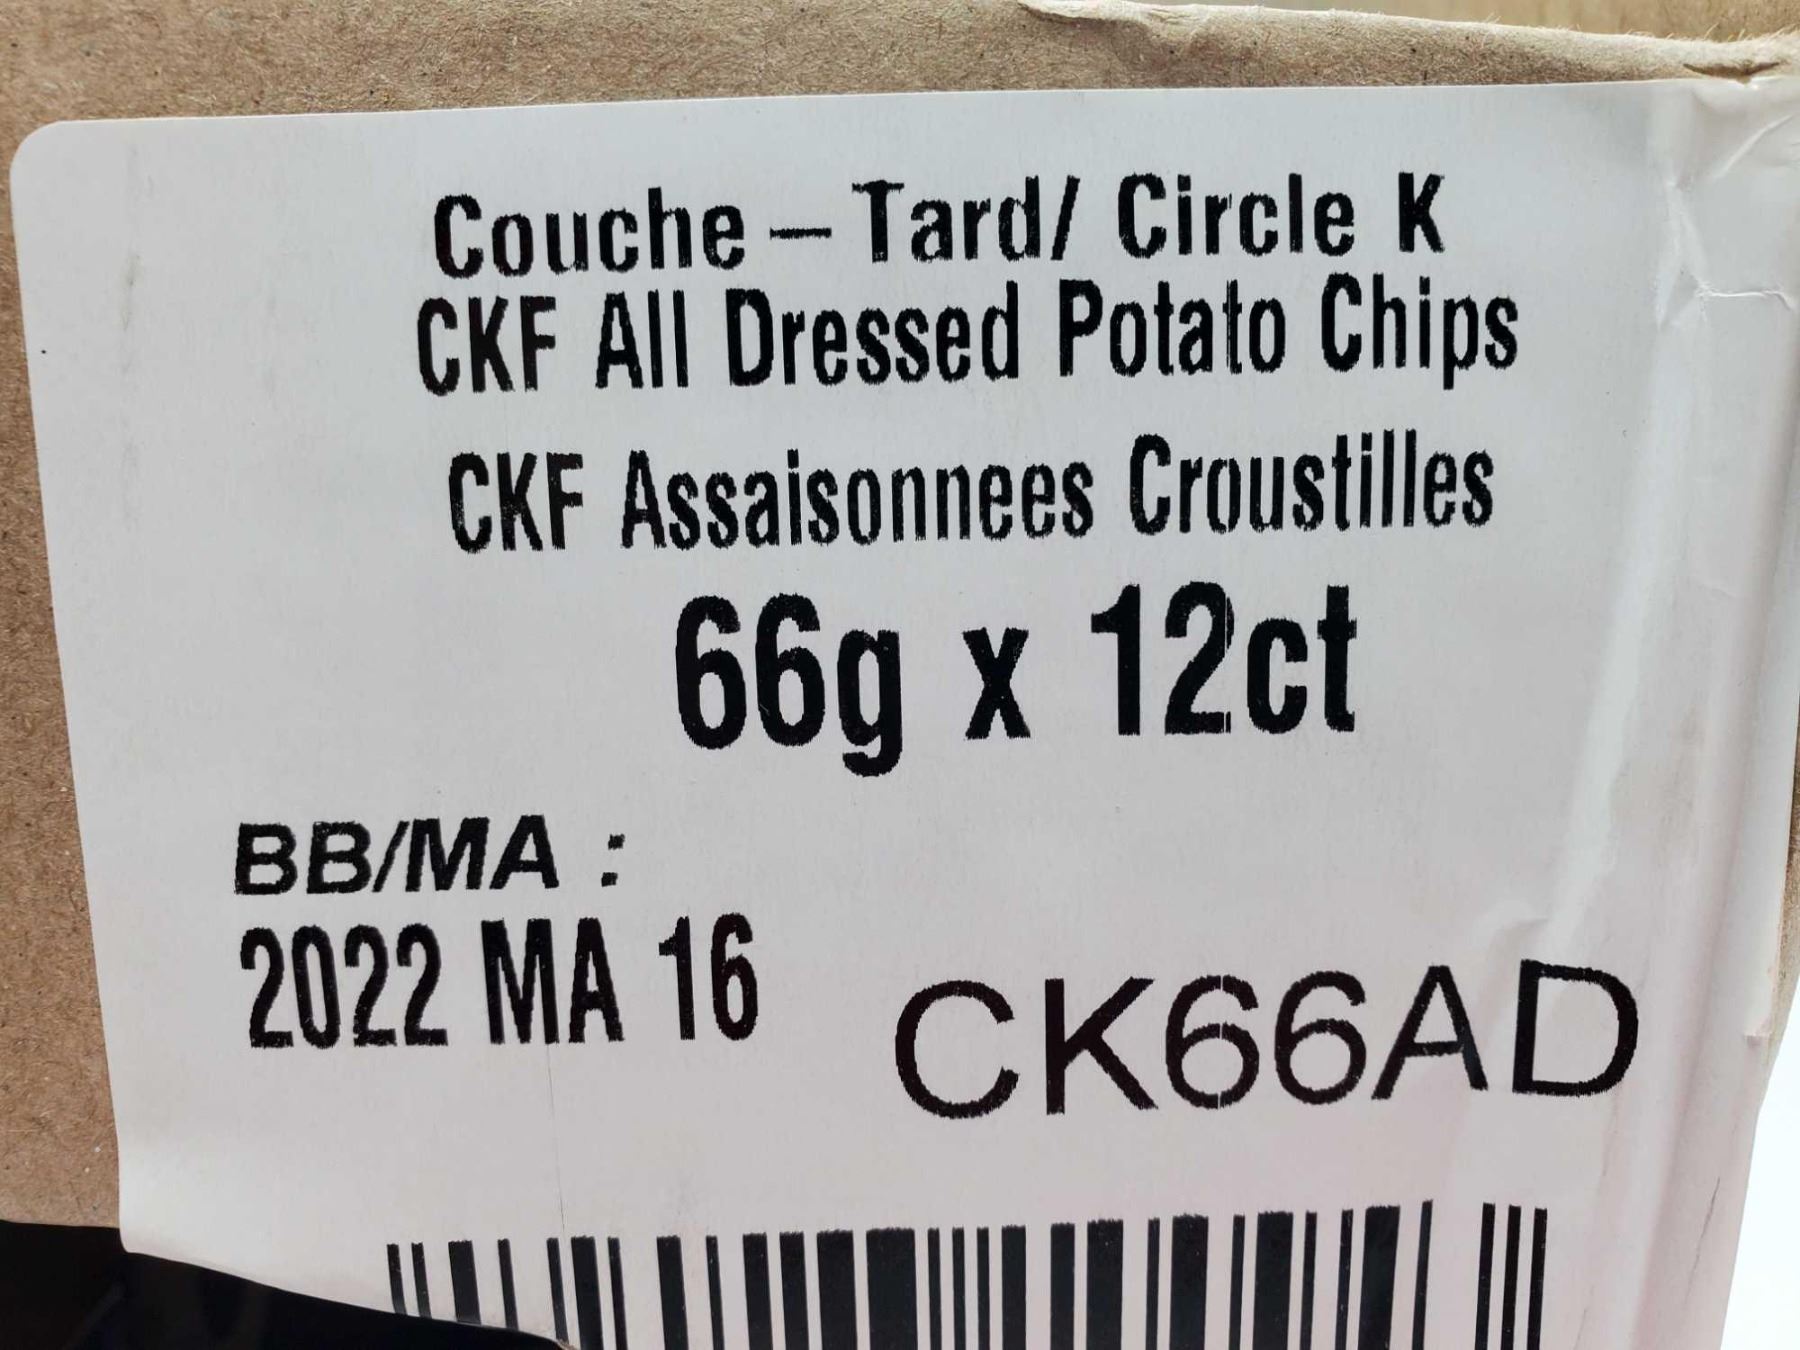 Couche – Tard/ Circle K
CKF All Dressed Potato Chips
CKF Assaisonnees Croustilles
66g x 12ct
BB/MA :
2022 MA 16
CK66AD